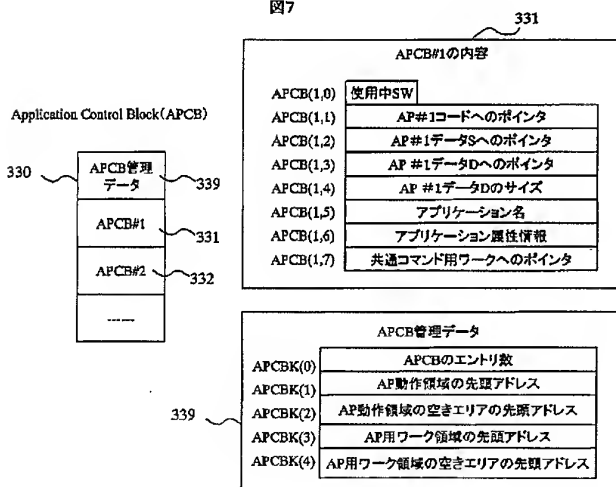 図7
331
APCB#1の内容
APCB(1,0) 使用中SW
APCB(1,1) AP#1コードへのポインタ
APCB(1,2) AP#1データSへのポインタ
APCB(1,3) AP #1データDへのポインタ
APCB(1,4) AP #1データDのサイズ
APCB(1,5) アプリケーション名
APCB(1,6) アプリケーション属性情報
APCB(1,7) 共通コマンド用ワークへのポインタ
Application Control Block(APCB)
330
APCB管理
データ
339
APCB#1
331
APCB#2
332
......
APCB管理データ
APCBK(0) APCBのエントリ数
APCBK(1) AP動作領域の先頭アドレス
APCBK(2) AP動作領域の空きエリアの先頭アドレス
APCBK(3) AP用ワーク領域の先頭アドレス
APCBK(4) AP用ワーク領域の空きエリアの先頭アドレス
339